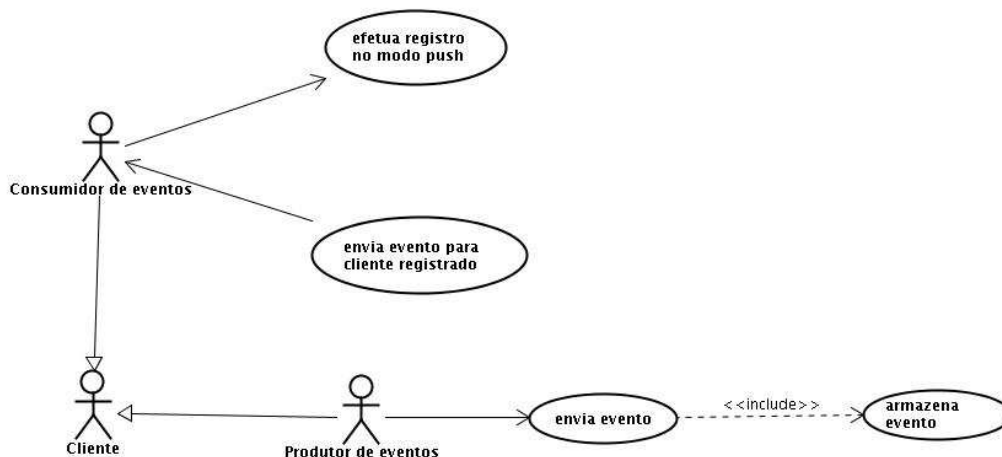 efetua registro
no modo push
Consumidor de eventos
envia evento para
cliente registrado
<<include>>
envia evento
armazena
evento
Cliente
Produtor de eventos